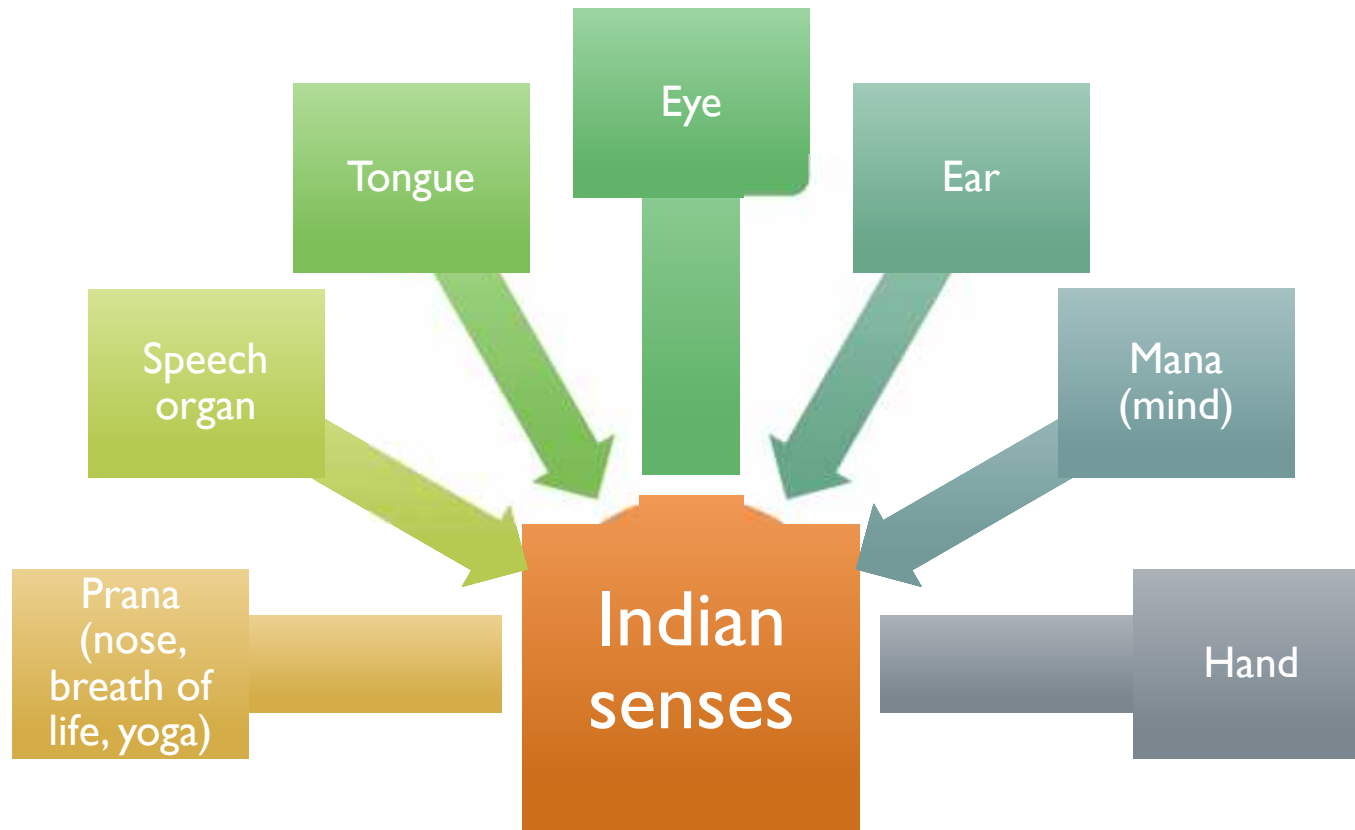 Eye
Tongue
Ear
Speech
organ
Mana
(mind)
Prana
(nose,
breath of
life, yoga)
Indian
senses
Hand